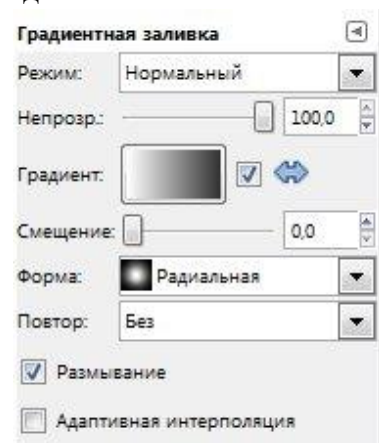 Градиентная заливка
Режим: Нормальный
Непрозр.: 100,0
Градиент:
Смещение: 0,0
Форма: Радиальная
Повтор: Без
Размывание
Адаптивная интерполяция